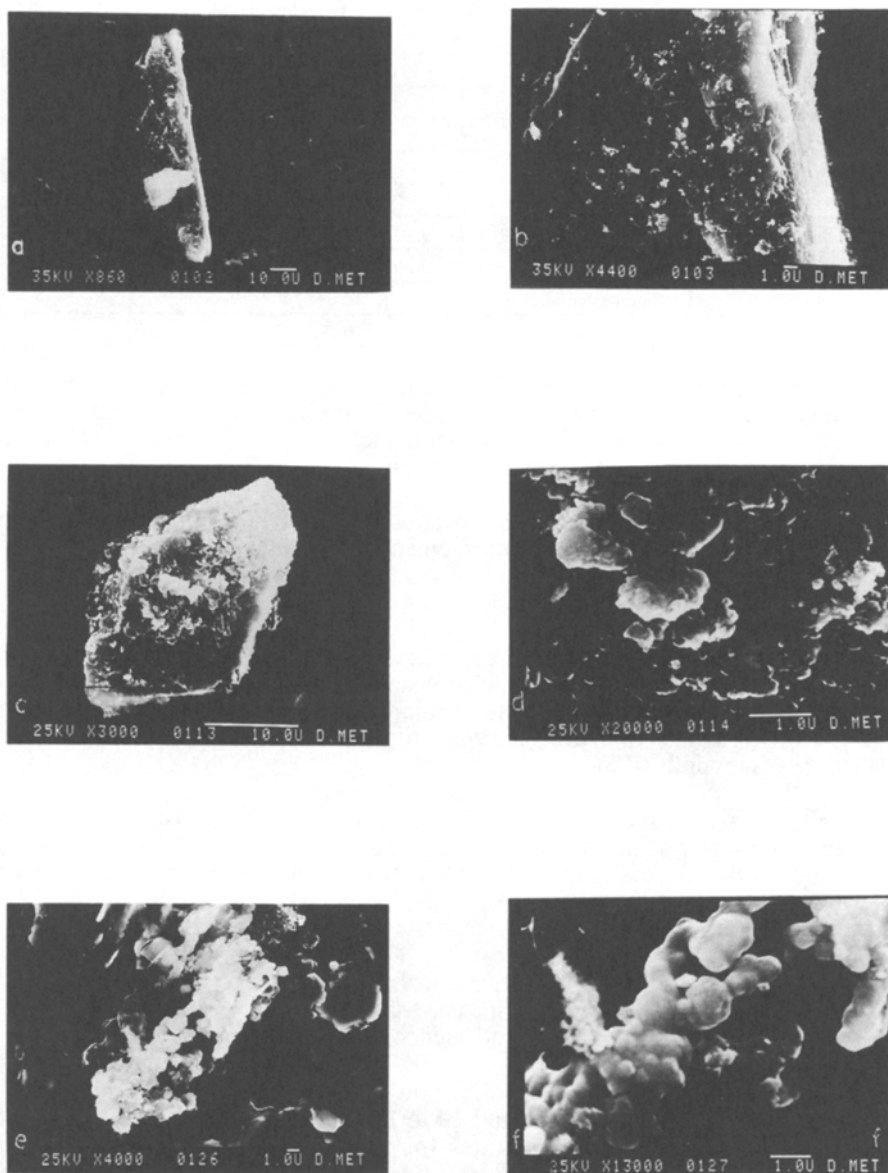 a
35KV X860 0102 10.0U D.MET
b
35KV X4400 0103 1.0U D.MET
c
25KV X3000 0113 10.0U D.MET
d
25KV X20000 0114 1.0U D.MET
e
25KV X4000 0126 1.0U D.MET
f f
25KV X13000 0127 1.0U D.MET